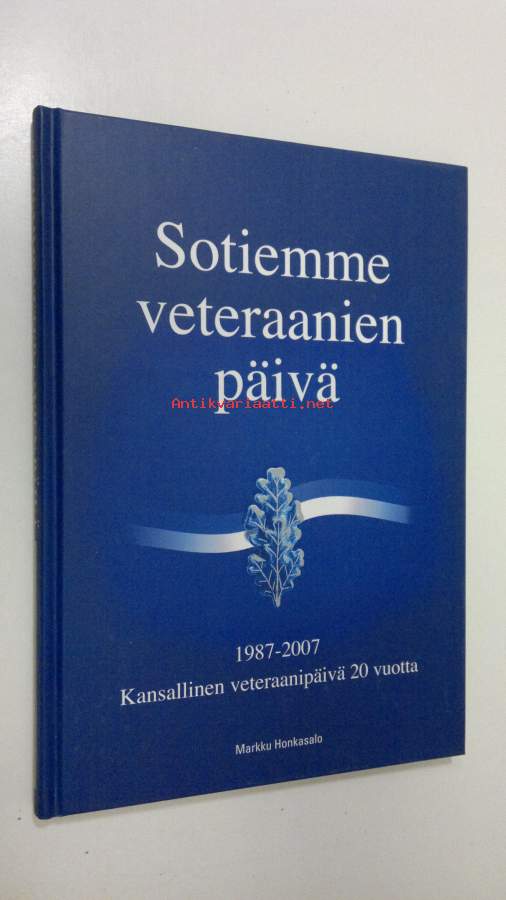 Sotiemme
veteraanien
päivä
Antikvariaatti.net
1987-2007
Kansallinen veteraanipäivä 20 vuotta
Markku Honkasalo